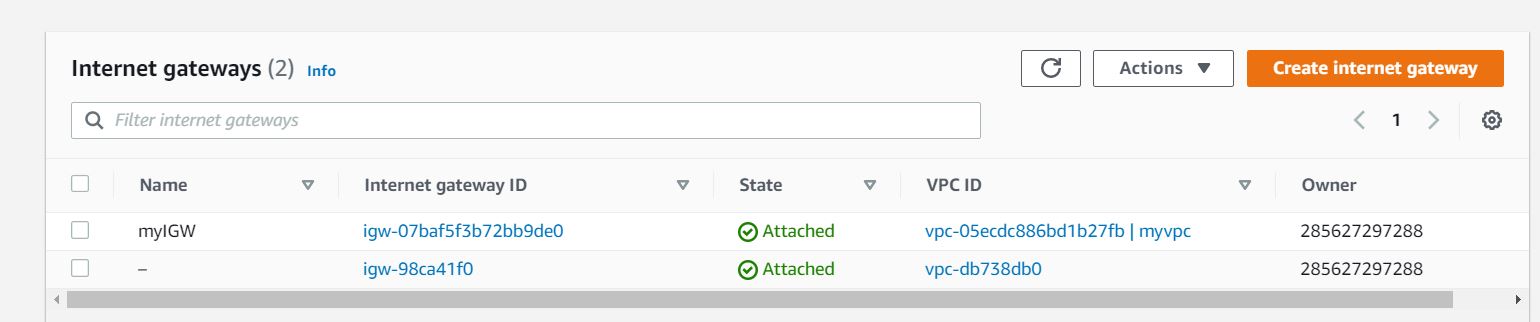 Internet gateways (2) Info
Actions Create internet gateway
Filter internet gateways
1
Name Internet gateway ID State VPC ID Owner
myIGW igw-07baf5f3b72bb9de0 Attached vpc-05ecdc886bd1b27fb | myvpc 285627297288
– igw-98ca41f0 Attached vpc-db738db0 285627297288